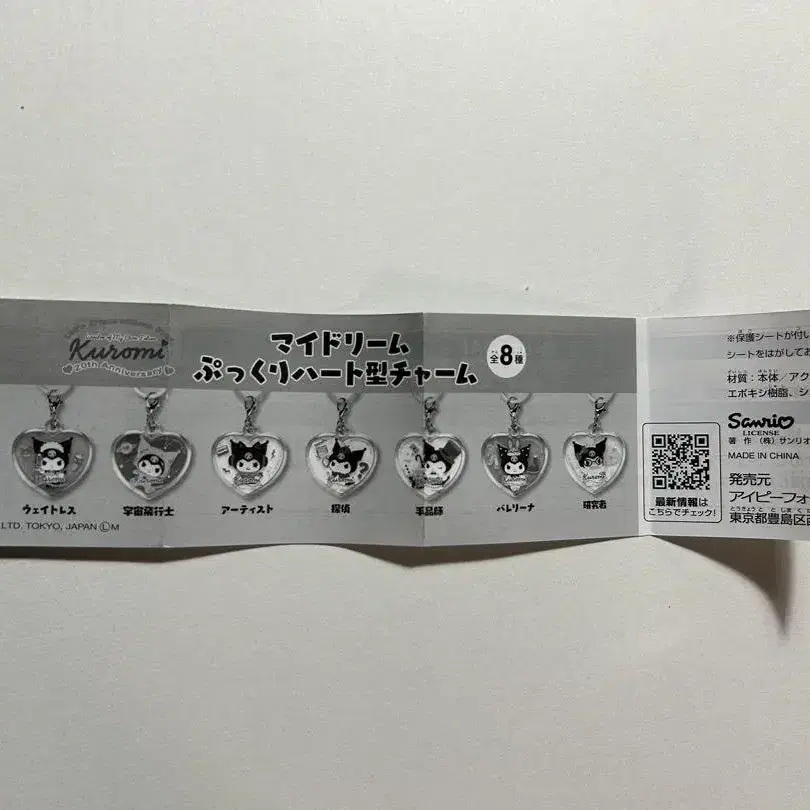 Kuromi
20th Anniversary
マイドリーム
ぷっくりハート型チャーム
全8種
ウェイトレス
宇宙飛行士
アーティスト
探偵
手品師
バレリーナ
研究者
LTD. TOKYO, JAPAN ⓁM
※保護シートが付い
シートをはがしてお
材質:本体/アク
エポキシ樹脂、シ
Sanrio
LICENSE
著作 (株) サンリオ
MADE IN CHINA
最新情報は
こちらでチェック!
発売元
アイピーフォ
東京都豊島区西